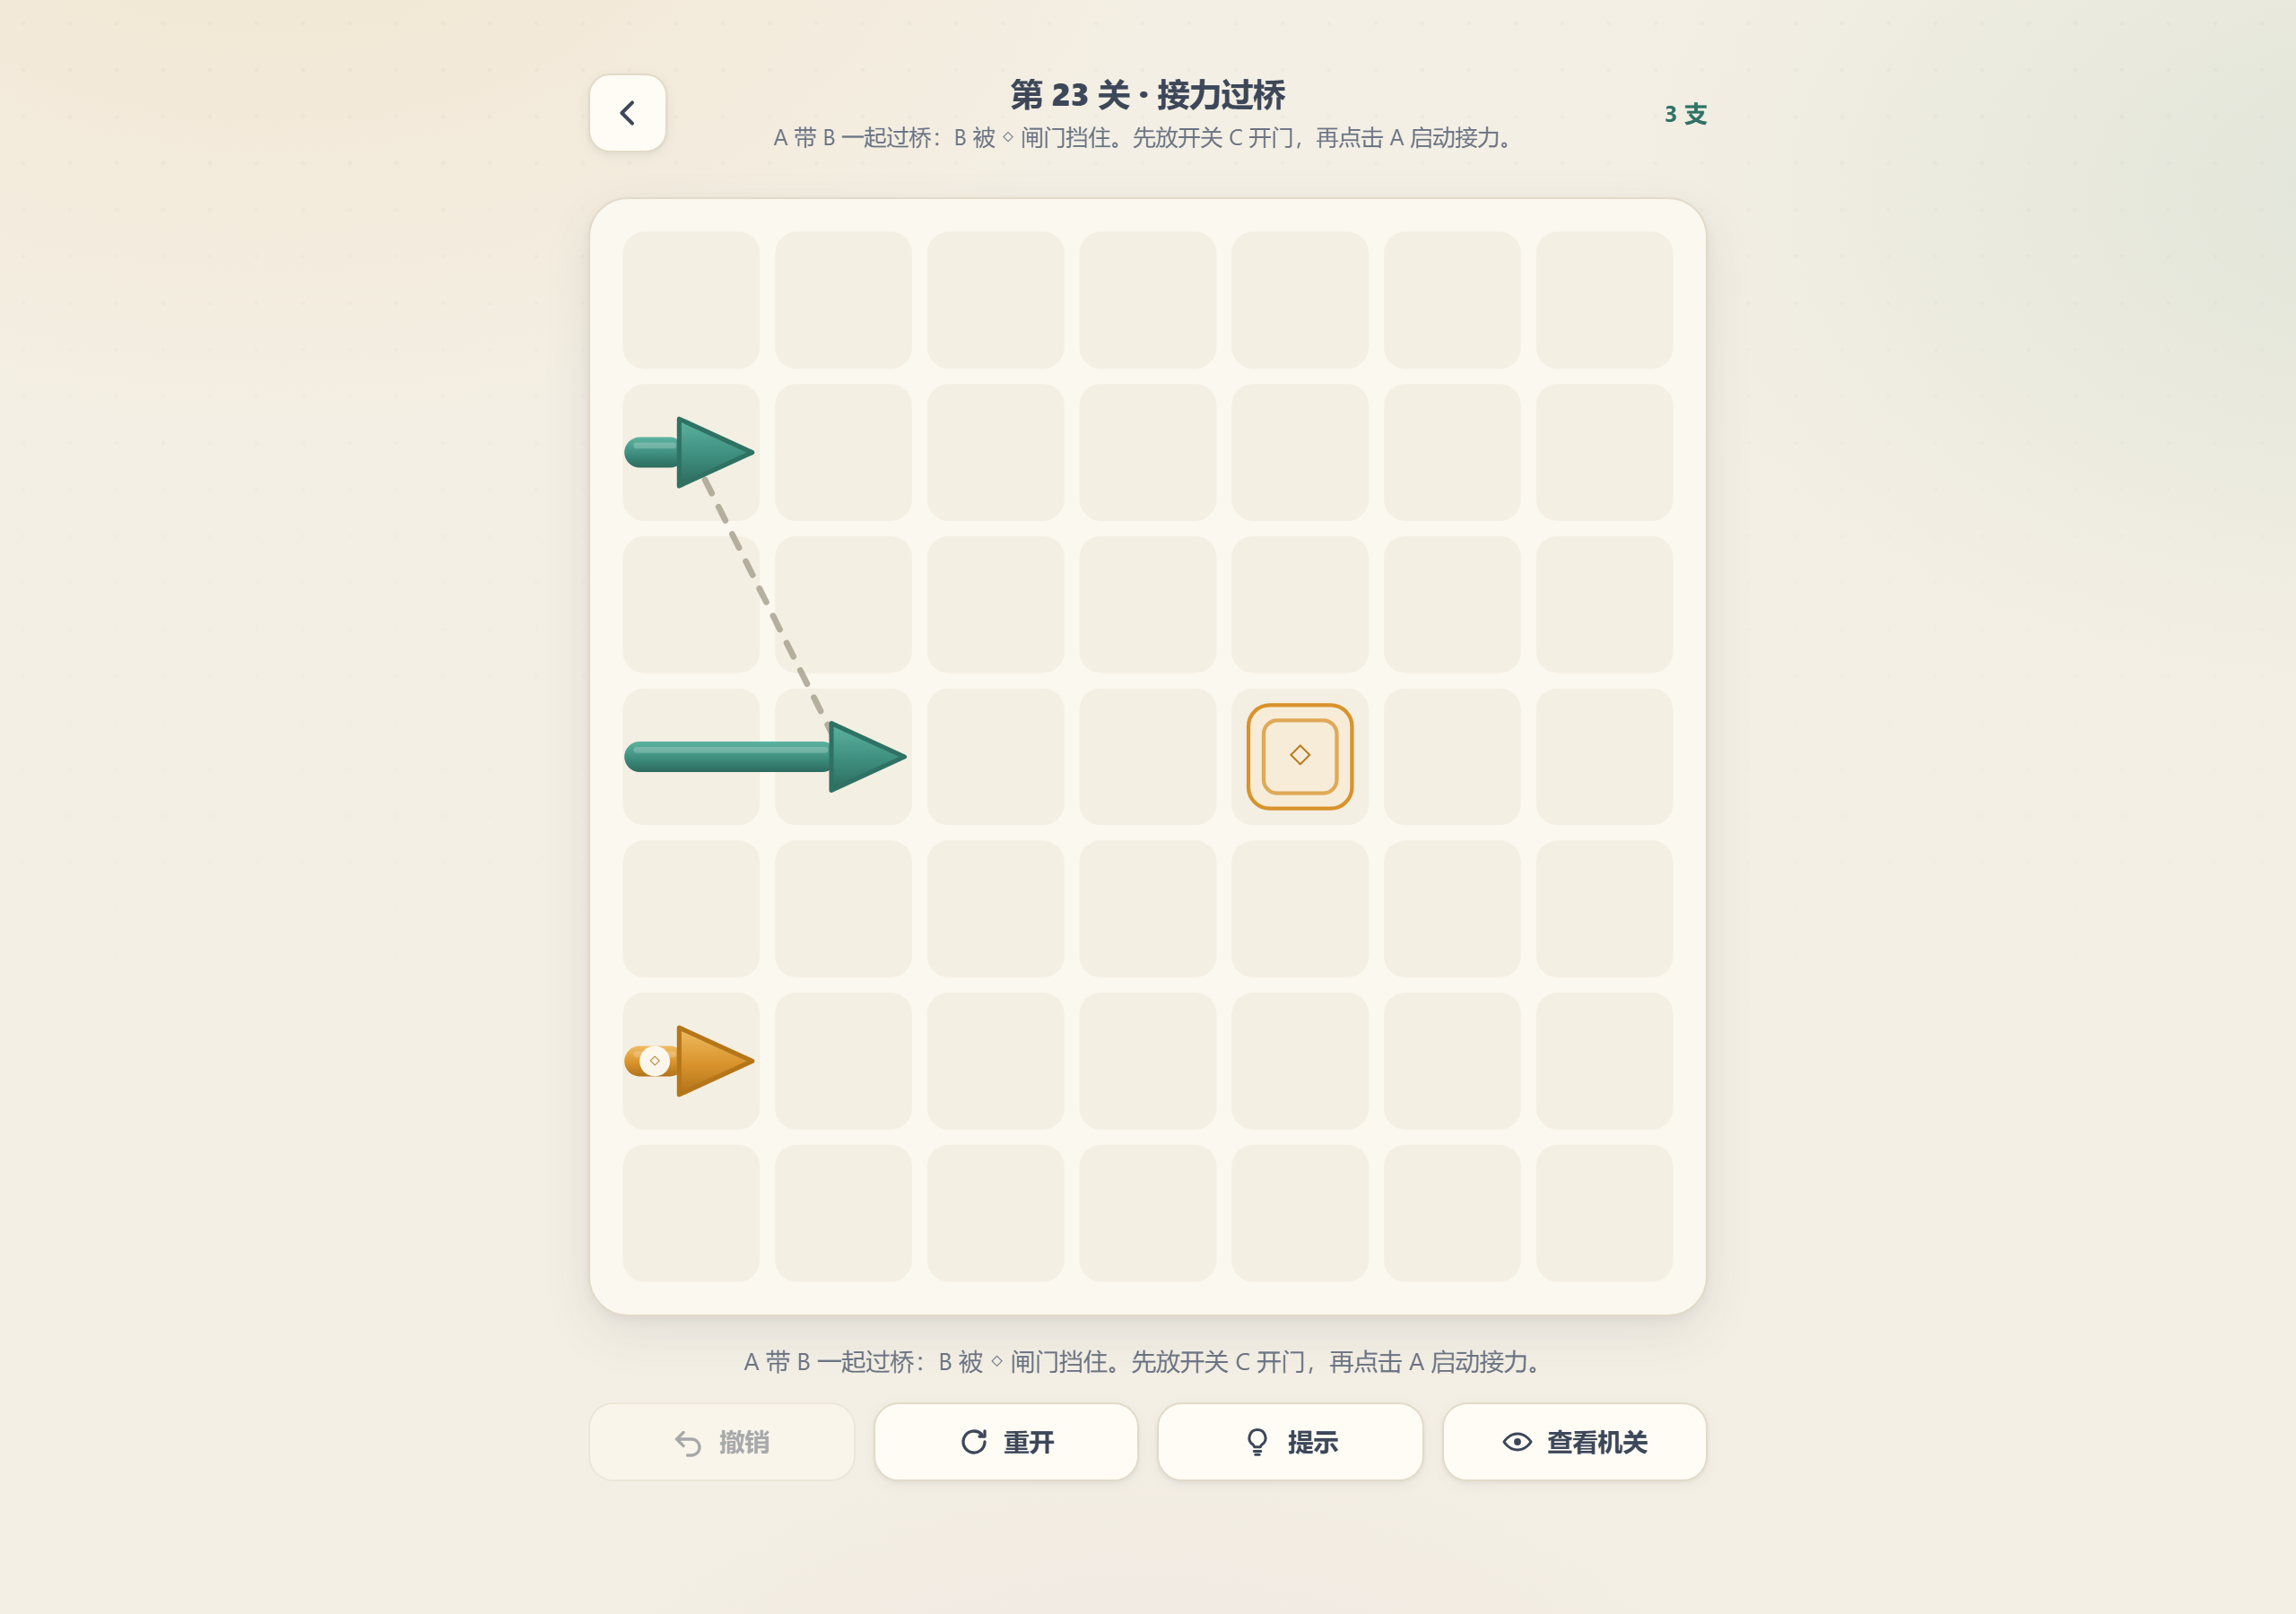 第 23 关 · 接力过桥
A 带 B 一起过桥：B 被 ◇ 闸门挡住。先放开关 C 开门，再点击 A 启动接力。
3 支
◇
◇
A 带 B 一起过桥：B 被 ◇ 闸门挡住。先放开关 C 开门，再点击 A 启动接力。
撤销
重开
提示
查看机关